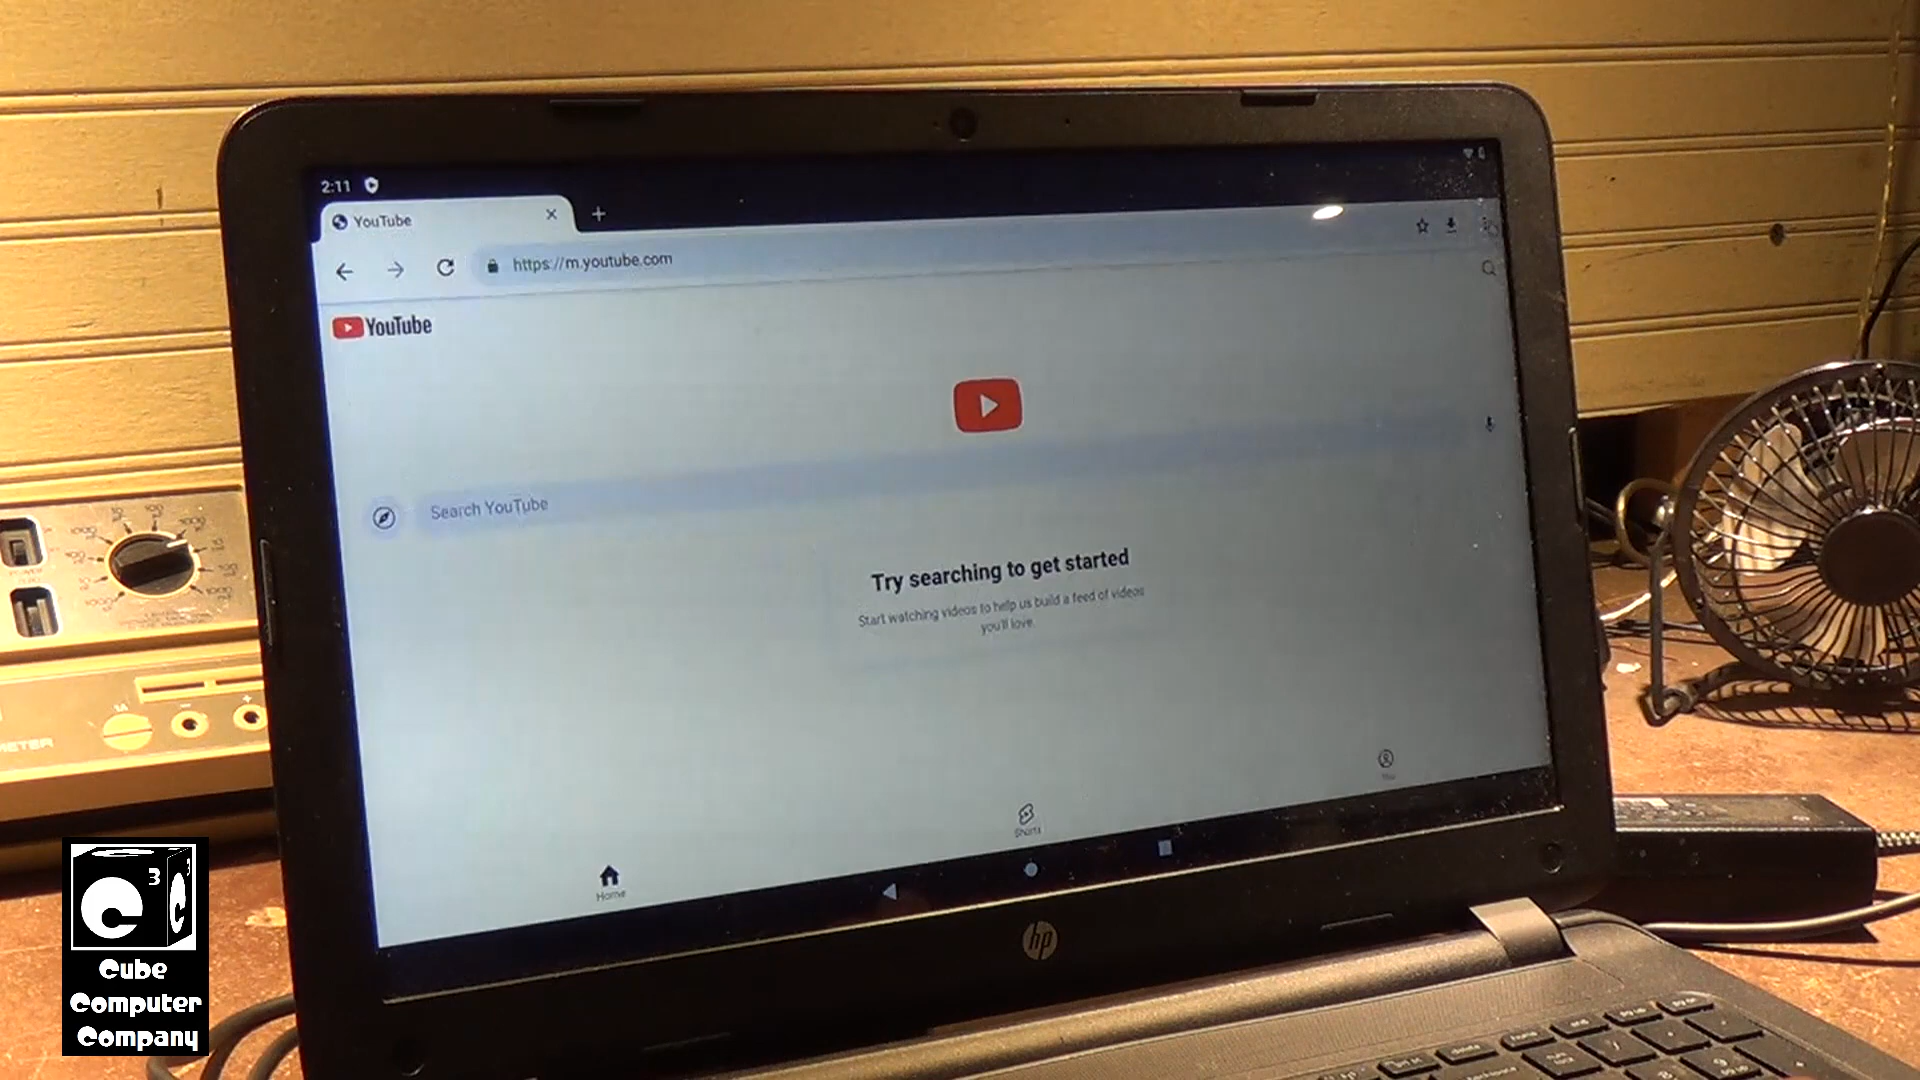 2:11
YouTube
https://m.youtube.com
YouTube
Search YouTube
Try searching to get started
Start watching videos to help us build a feed of videos
you'll love.
Shorts
Home
hp
C³
Cube
Computer
Company